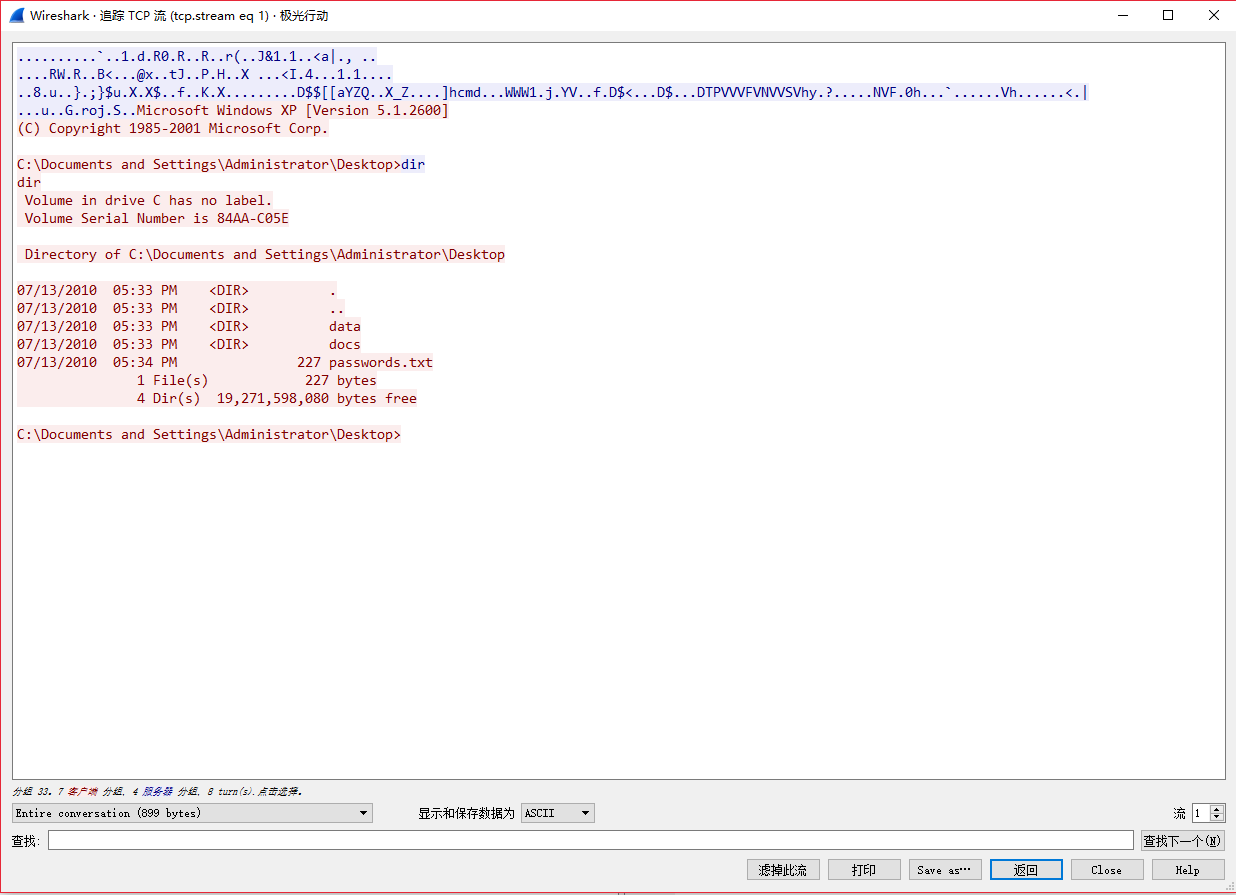 Wireshark · 追踪 TCP 流 (tcp.stream eq 1) · 极光行动
..........`..1.d.R0.R..R..r(..J&1.1..<a|., ..
....RW.R..B<...@x..tJ..P.H..X ....<I.4...1.1....
..8.u..}.;}$u.X.X$..f..K.X.........D$$[[aYZQ..X_Z....]hcmd...WWW1.j.YV..f.D$<...D$...DTPVVVFVNVVSVhy.?.....NVF.0h...`......Vh......<.|
...u..G.roj.S..Microsoft Windows XP [Version 5.1.2600]
(C) Copyright 1985-2001 Microsoft Corp.
C:\Documents and Settings\Administrator\Desktop>dir
dir
Volume in drive C has no label.
Volume Serial Number is 84AA-C05E
Directory of C:\Documents and Settings\Administrator\Desktop
07/13/2010  05:33 PM    <DIR>          .
07/13/2010  05:33 PM    <DIR>          ..
07/13/2010  05:33 PM    <DIR>          data
07/13/2010  05:33 PM    <DIR>          docs
07/13/2010  05:34 PM               227 passwords.txt
1 File(s)            227 bytes
4 Dir(s)  19,271,598,080 bytes free
C:\Documents and Settings\Administrator\Desktop>
分组 33. 7 客户端 分组, 4 服务器 分组, 8 turn(s).点击选择.
Entire conversation (899 bytes) 显示和保存数据为 ASCII 流 1
查找: 查找下一个(N)
滤掉此流 打印 Save as… 返回 Close Help